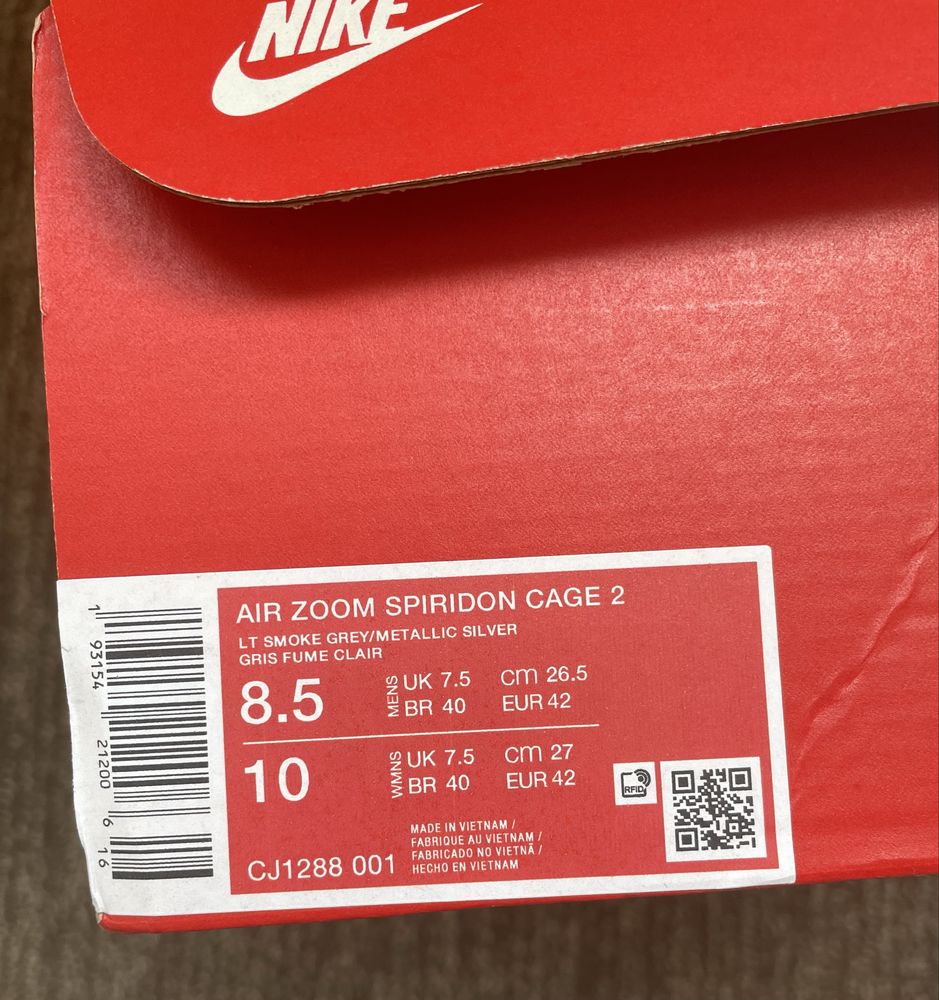 NIKE
AIR ZOOM SPIRIDON CAGE 2
LT SMOKE GREY/METALLIC SILVER
GRIS FUME CLAIR
8.5 MENS UK 7.5 cm 26.5
BR 40 EUR 42
10 WMNS UK 7.5 cm 27
BR 40 EUR 42
RFID
MADE IN VIETNAM /
FABRIQUE AU VIETNAM /
FABRICADO NO VIETNÃ /
HECHO EN VIETNAM
CJ1288 001
1 93154 21200 6 16